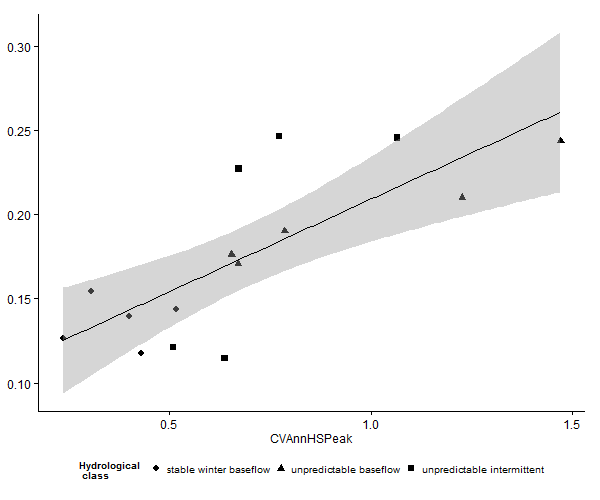 0.30
0.25
0.20
0.15
0.10
0.5 1.0 1.5
CVAnnHSPeak
Hydrological class stable winter baseflow unpredictable baseflow unpredictable intermittent